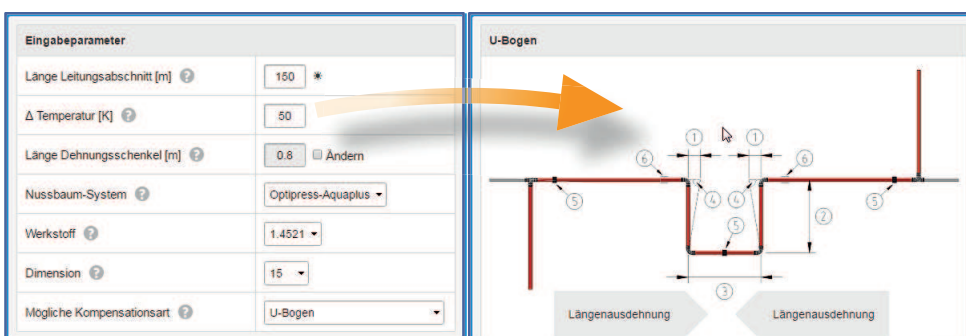 Eingabeparameter
Länge Leitungsabschnitt [m] ? 150 *
Δ Temperatur [K] ? 50
Länge Dehnungsschenkel [m] ? 0.8 Ändern
Nussbaum-System ? Optipress-Aquaplus
Werkstoff ? 1.4521
Dimension ? 15
Mögliche Kompensationsart ? U-Bogen
U-Bogen
1 1
6 6
5 4 4 5
5 2
3
Längenausdehnung Längenausdehnung